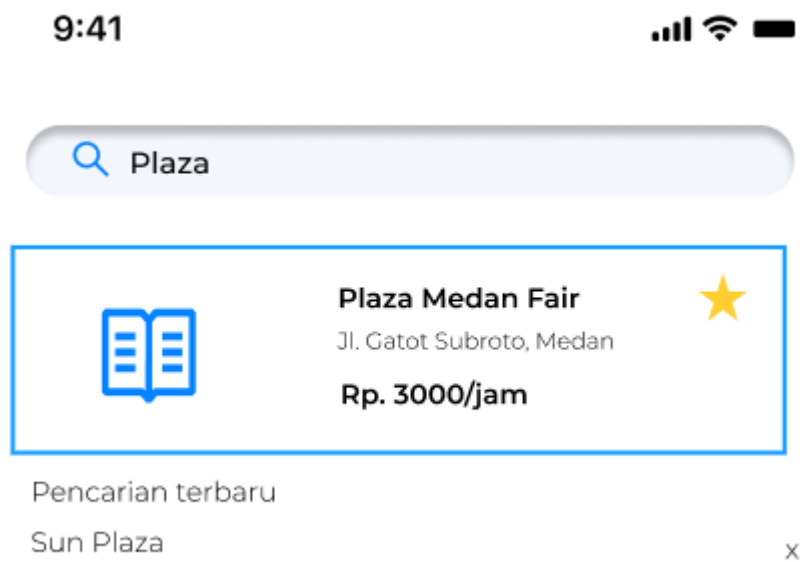 9:41
Plaza
Plaza Medan Fair
Jl. Gatot Subroto, Medan
Rp. 3000/jam
Pencarian terbaru
Sun Plaza
x